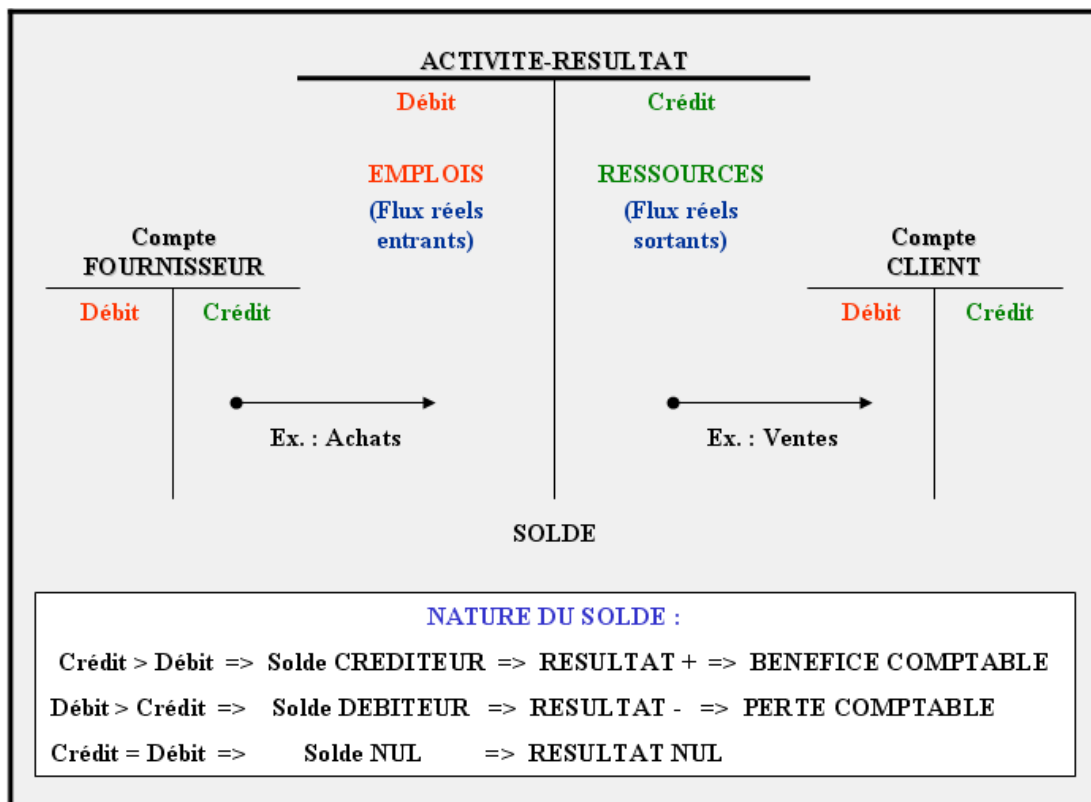 ACTIVITE-RESULTAT
Débit
Crédit
EMPLOIS
(Flux réels
entrants)
RESSOURCES
(Flux réels
sortants)
Compte
FOURNISSEUR
Débit
Crédit
Compte
CLIENT
Débit
Crédit
Ex. : Achats
Ex. : Ventes
SOLDE
NATURE DU SOLDE :
Crédit > Débit => Solde CREDITEUR => RESULTAT + => BENEFICE COMPTABLE
Débit > Crédit => Solde DEBITEUR => RESULTAT - => PERTE COMPTABLE
Crédit = Débit => Solde NUL => RESULTAT NUL